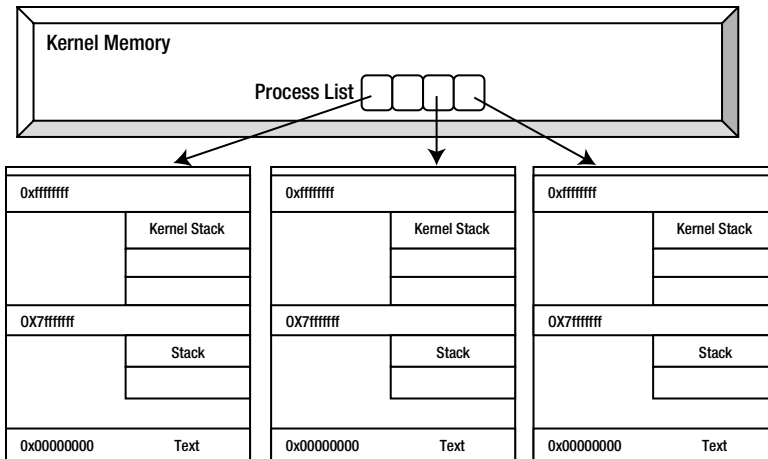 Kernel Memory
Process List
0xffffffff
Kernel Stack
0X7fffffff
Stack
0x00000000 Text
0xffffffff
Kernel Stack
0X7fffffff
Stack
0x00000000 Text
0xffffffff
Kernel Stack
0X7fffffff
Stack
0x00000000 Text